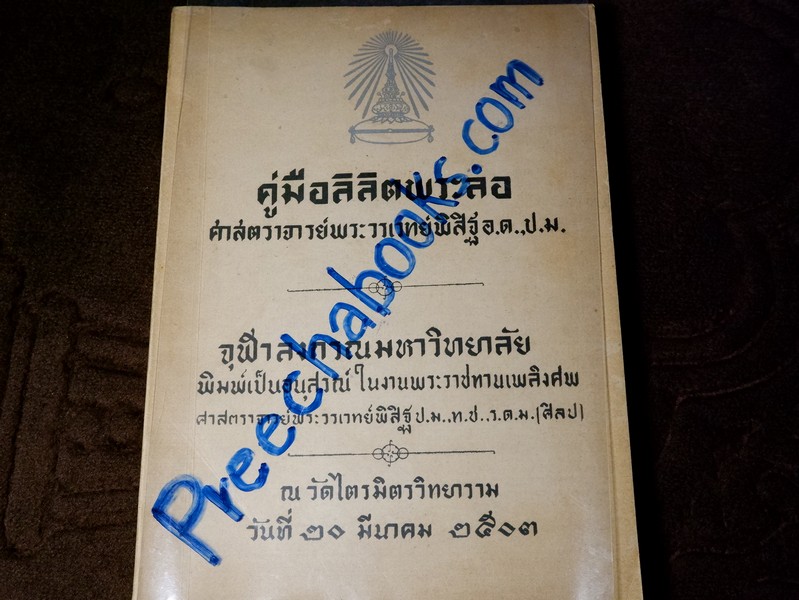 คู่มือลิลิตพระลอ
ศาสตราจารย์พระวรเวทย์พิสิฐ อ.ด.,ป.ม.
จุฬาลงกรณมหาวิทยาลัย
พิมพ์เป็นอนุสรณ์ ในงานพระราชทานเพลิงศพ
ศาสตราจารย์พระวรเวทย์พิสิฐ ป.ม.,ท.ช.,ร.ด.ม.(ศิลป)
ณ วัดไตรมิตรวิทยาราม
วันที่ ๒๐ มีนาคม ๒๕๐๓
Preechabooks.com